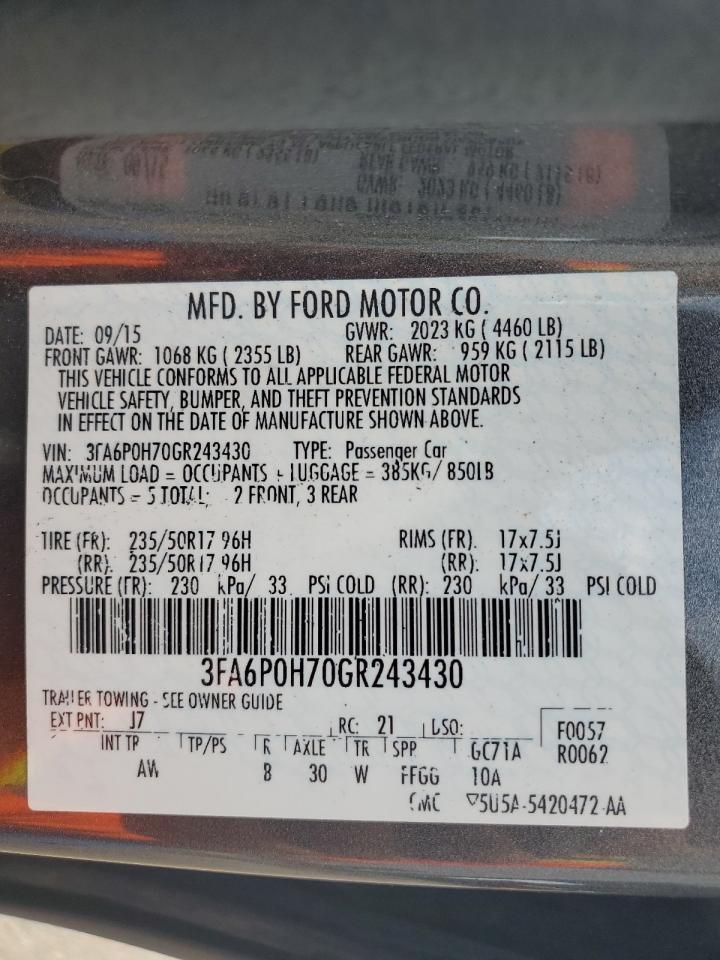 MFD. BY FORD MOTOR CO.
DATE: 09/15 GVWR: 2023 KG ( 4460 LB)
FRONT GAWR: 1068 KG ( 2355 LB) REAR GAWR: 959 KG ( 2115 LB)
THIS VEHICLE CONFORMS TO ALL APPLICABLE FEDERAL MOTOR
VEHICLE SAFETY, BUMPER, AND THEFT PREVENTION STANDARDS
IN EFFECT ON THE DATE OF MANUFACTURE SHOWN ABOVE.
VIN: 3FA6P0H70GR243430 TYPE: Passenger Car
MAXIMUM LOAD = OCCUPANTS + LUGGAGE = 385KG/ 850LB
OCCUPANTS = 5 TOTAL; 2 FRONT, 3 REAR
TIRE (FR): 235/50R17 96H RIMS (FR). 17x7.5J
(RR). 235/50R17 96H (RR): 17x7.5J
PRESSURE (FR): 230 kPa/ 33 PSI COLD (RR): 230 kPa/ 33 PSI COLD
3FA6P0H70GR243430
TRAILER TOWING - SEE OWNER GUIDE
EXT PNT: J7 RC: 21 DSO: F0057
INT TR TP/PS R AXLE TR SPR GC71A R0062
AW 8 30 W FFGG 10A
5U5A-5420472-AA